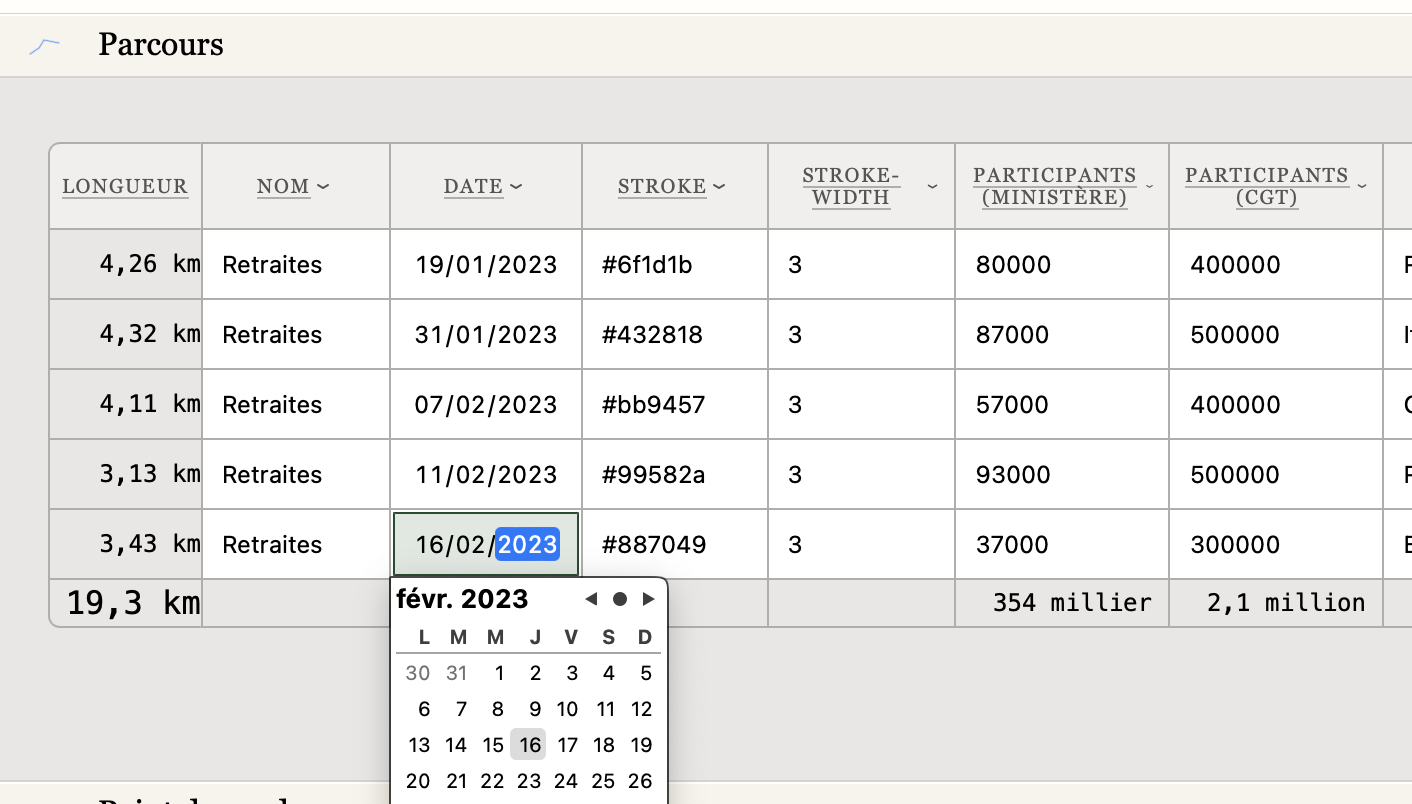 Parcours
LONGUEUR NOM DATE STROKE STROKE-WIDTH PARTICIPANTS (MINISTÈRE) PARTICIPANTS (CGT)
4,26 km Retraites 19/01/2023 #6f1d1b 3 80000 400000
4,32 km Retraites 31/01/2023 #432818 3 87000 500000
4,11 km Retraites 07/02/2023 #bb9457 3 57000 400000
3,13 km Retraites 11/02/2023 #99582a 3 93000 500000
3,43 km Retraites 16/02/2023 #887049 3 37000 300000
19,3 km 354 millier 2,1 million
févr. 2023
L M M J V S D
30 31 1 2 3 4 5
6 7 8 9 10 11 12
13 14 15 16 17 18 19
20 21 22 23 24 25 26